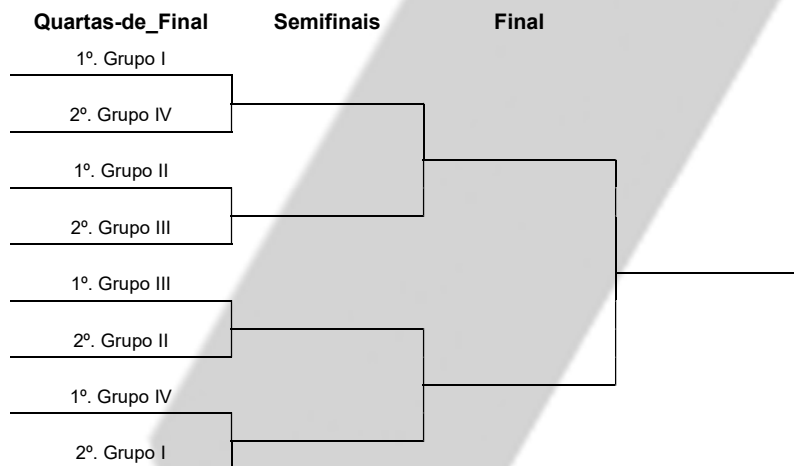 Quartas-de_Final Semifinais Final
1º. Grupo I
2º. Grupo IV
1º. Grupo II
2º. Grupo III
1º. Grupo III
2º. Grupo II
1º. Grupo IV
2º. Grupo I